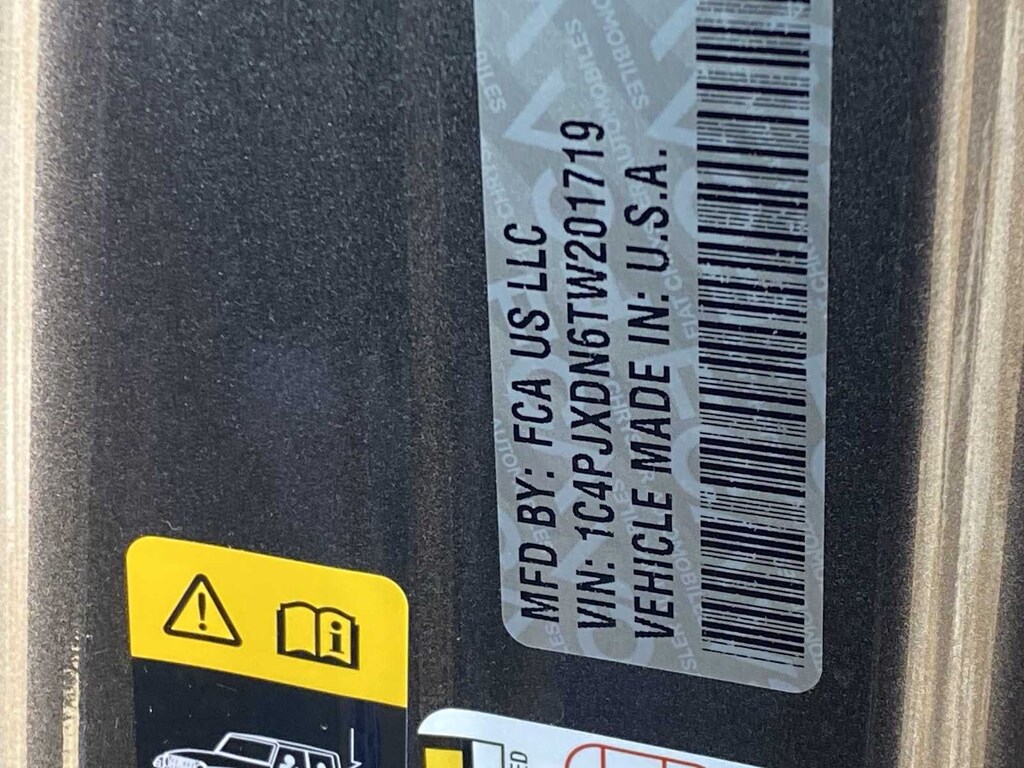 MFD BY: FCA US LLC
VIN: 1C4PJXDN6TW201719
VEHICLE MADE IN: U.S.A.